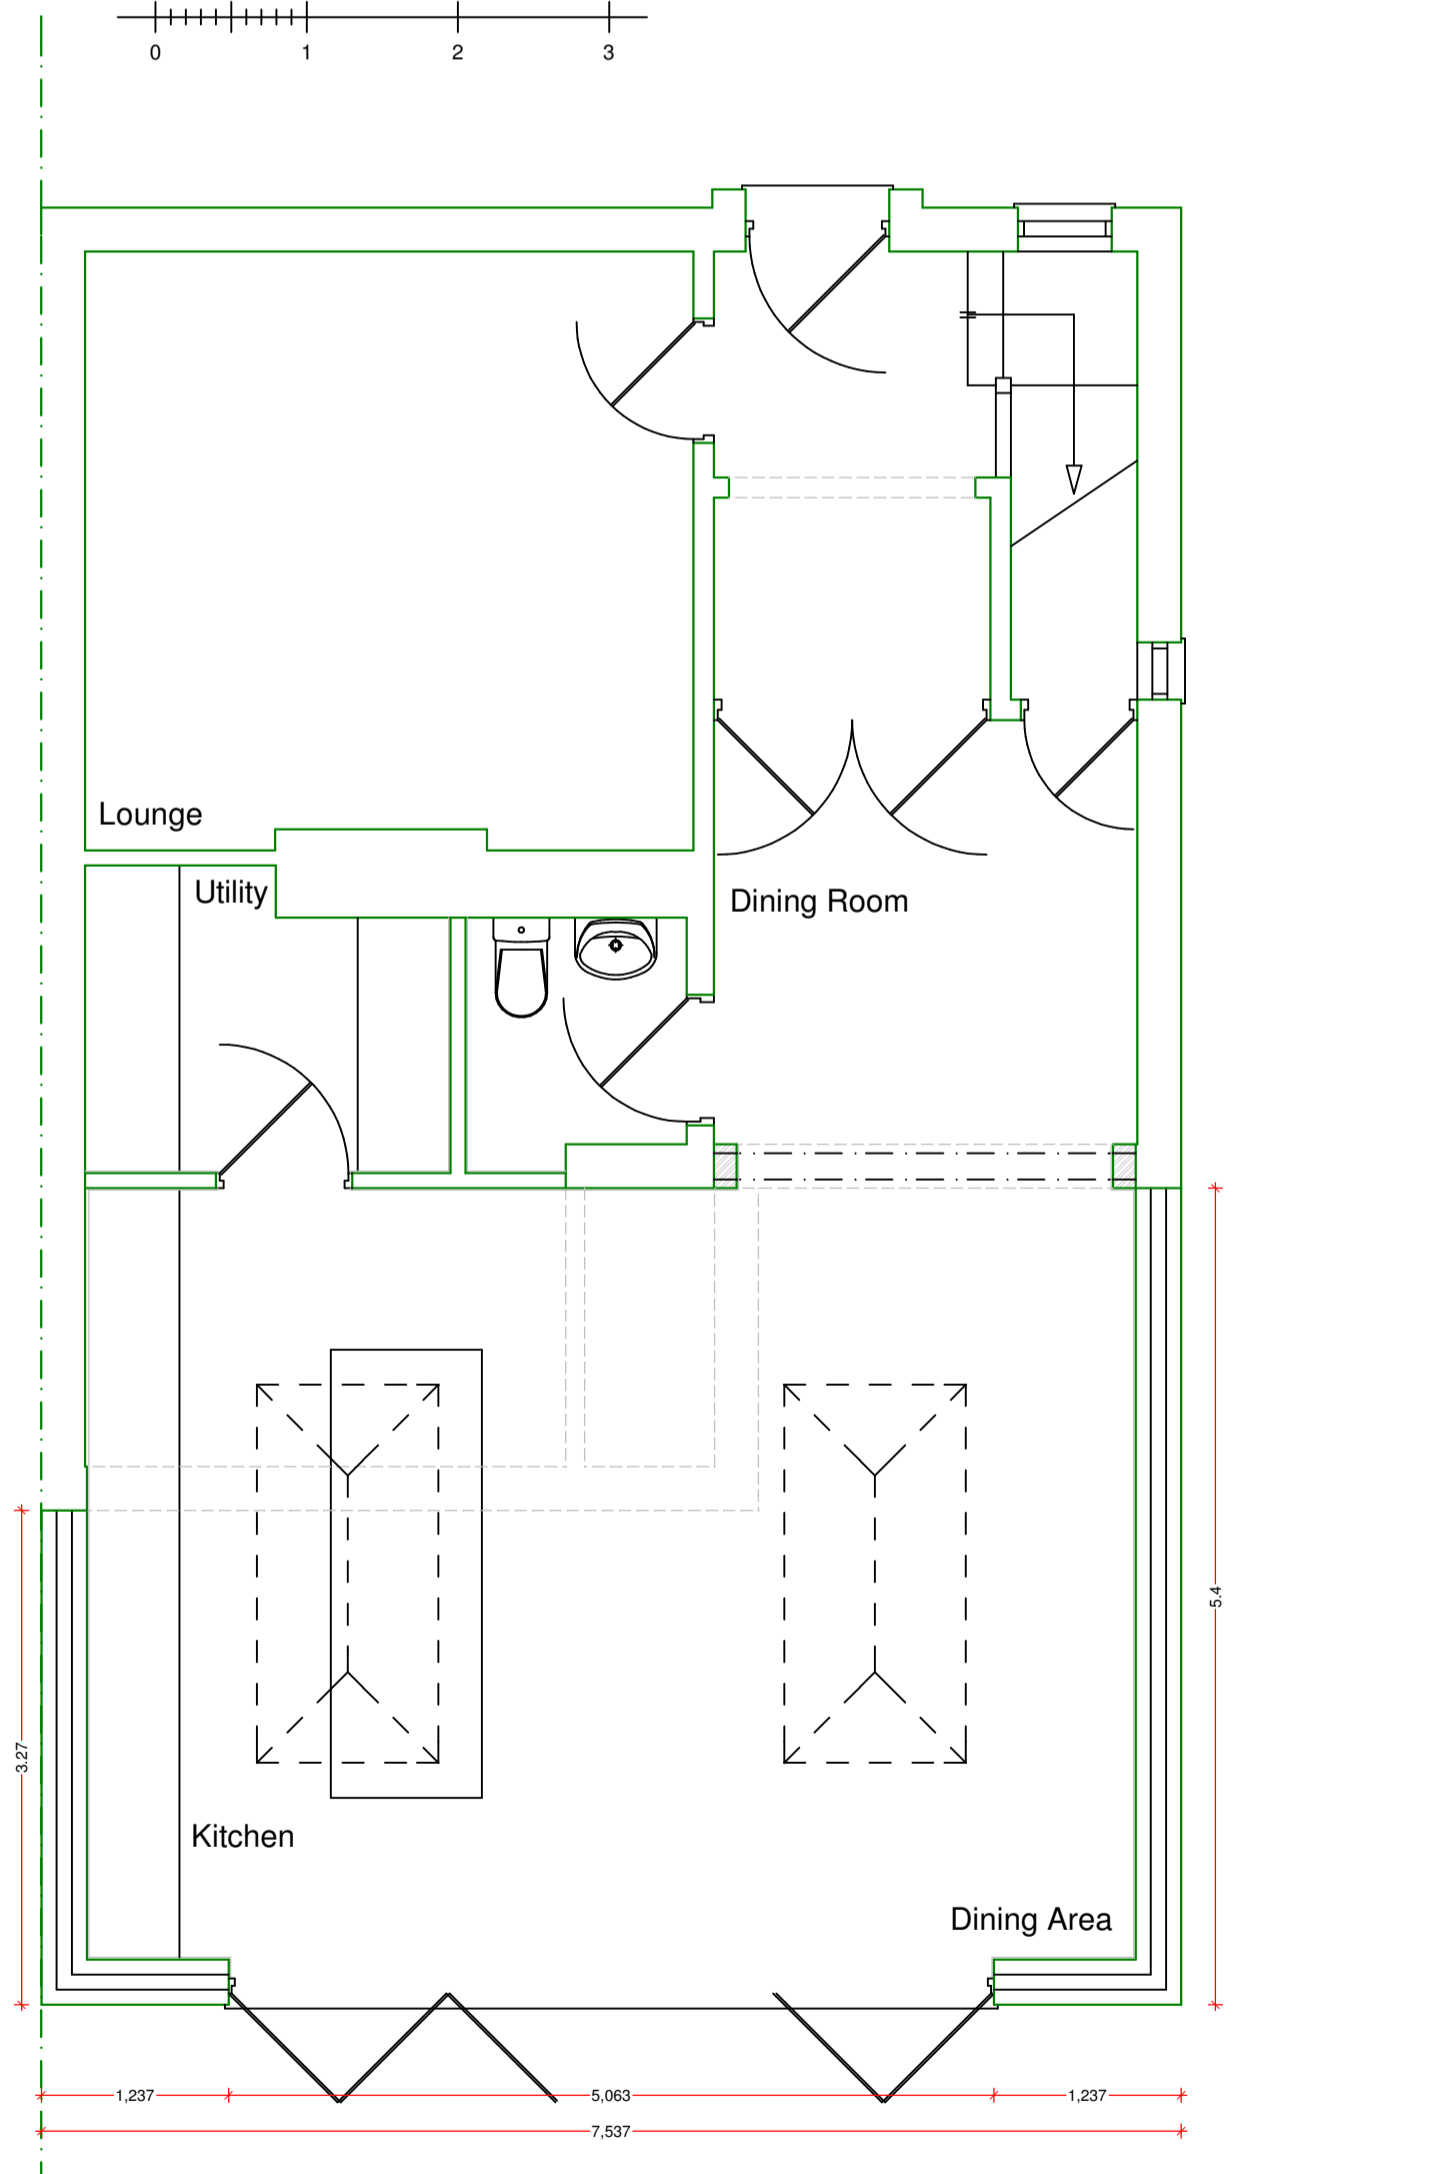 0 1 2 3
Lounge
Utility
Dining Room
5.4
3.27
Kitchen
Dining Area
1,237 5,063 1,237
7,537